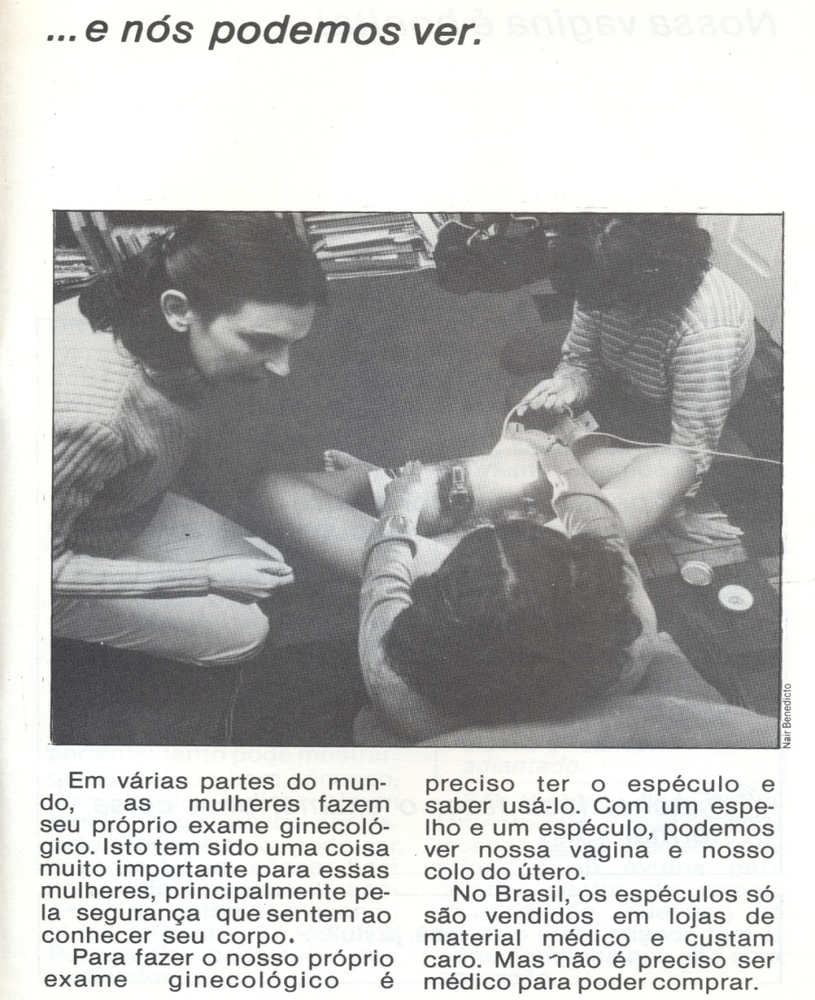 ...e nós podemos ver.
Nair Benedicto
Em várias partes do mun-
do, as mulheres fazem
seu próprio exame ginecoló-
gico. Isto tem sido uma coisa
muito importante para essas
mulheres, principalmente pe-
la segurança que sentem ao
conhecer seu corpo.
Para fazer o nosso próprio
exame ginecológico é
preciso ter o espéculo e
saber usá-lo. Com um espe-
lho e um espéculo, podemos
ver nossa vagina e nosso
colo do útero.
No Brasil, os espéculos só
são vendidos em lojas de
material médico e custam
caro. Mas não é preciso ser
médico para poder comprar.